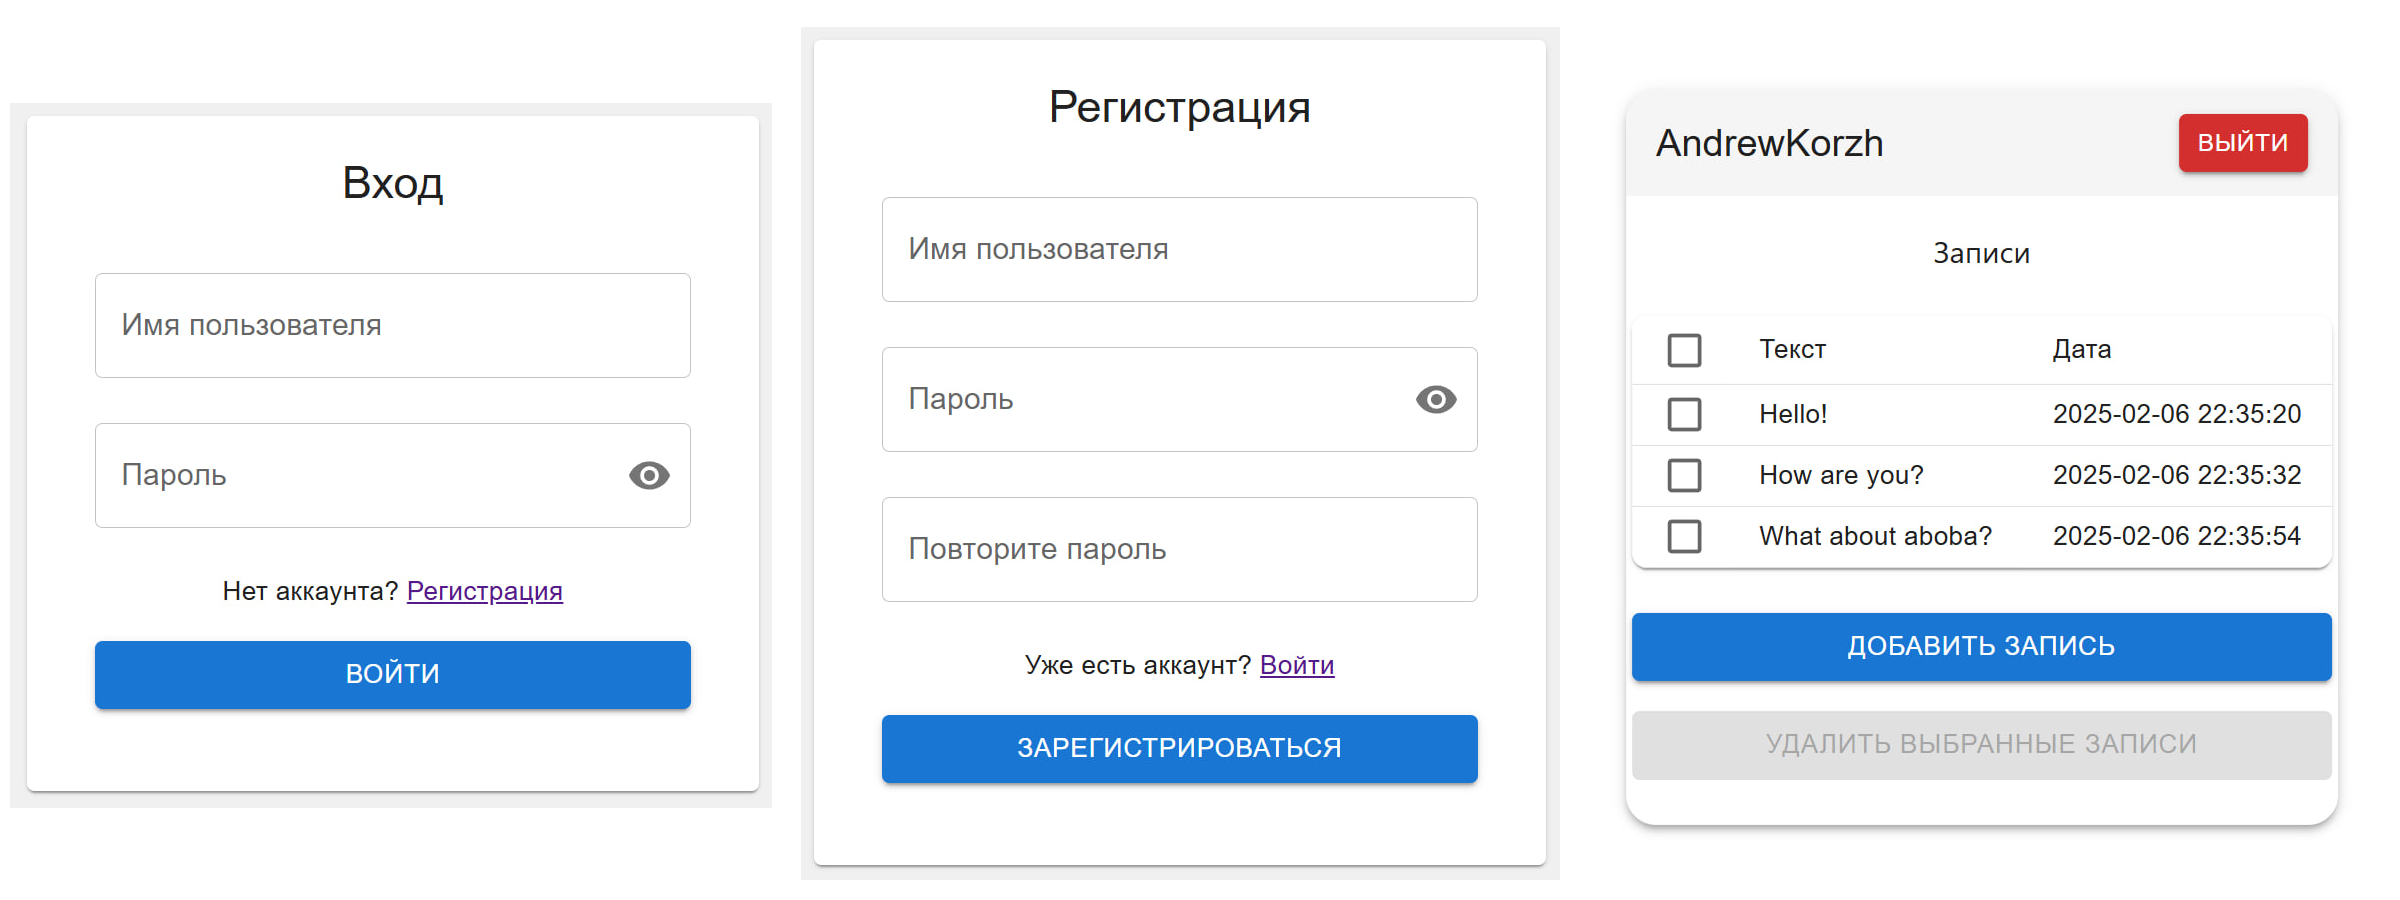 Вход
Имя пользователя
Пароль
Нет аккаунта? Регистрация
ВОЙТИ
Регистрация
Имя пользователя
Пароль
Повторите пароль
Уже есть аккаунт? Войти
ЗАРЕГИСТРИРОВАТЬСЯ
AndrewKorzh ВЫЙТИ
Записи
Текст Дата
Hello! 2025-02-06 22:35:20
How are you? 2025-02-06 22:35:32
What about aboba? 2025-02-06 22:35:54
ДОБАВИТЬ ЗАПИСЬ
УДАЛИТЬ ВЫБРАННЫЕ ЗАПИСИ